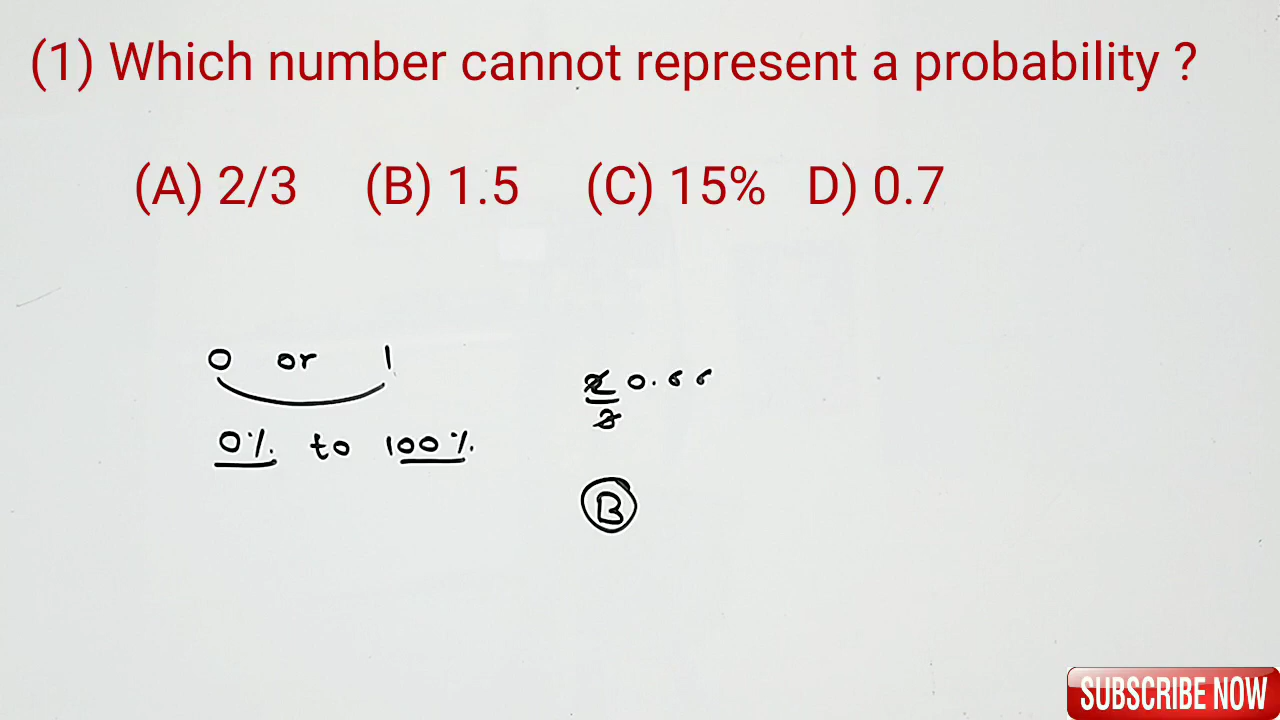 (1) Which number cannot represent a probability ?
(A) 2/3 (B) 1.5 (C) 15% D) 0.7
0 or 1
0% to 100%
2/3 0.66
B
SUBSCRIBE NOW